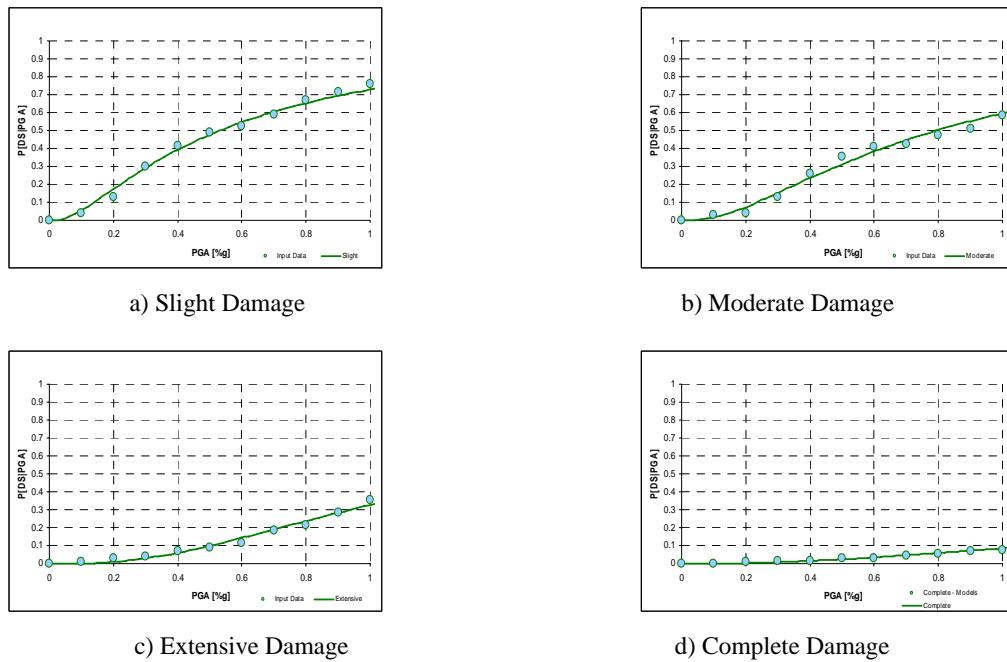 1
0.9
0.8
0.7
0.6
0.5
0.4
0.3
0.2
0.1
0
P[DS|PGA]
0 0.2 0.4 0.6 0.8 1
PGA [%g]
Input Data Slight
a) Slight Damage
1
0.9
0.8
0.7
0.6
0.5
0.4
0.3
0.2
0.1
0
P[DS|PGA]
0 0.2 0.4 0.6 0.8 1
PGA [%g]
Input Data Moderate
b) Moderate Damage
1
0.9
0.8
0.7
0.6
0.5
0.4
0.3
0.2
0.1
0
P[DS|PGA]
0 0.2 0.4 0.6 0.8 1
PGA [%g]
Input Data Extensive
c) Extensive Damage
1
0.9
0.8
0.7
0.6
0.5
0.4
0.3
0.2
0.1
0
P[DS|PGA]
0 0.2 0.4 0.6 0.8 1
PGA [%g]
Complete - Models
Complete
d) Complete Damage